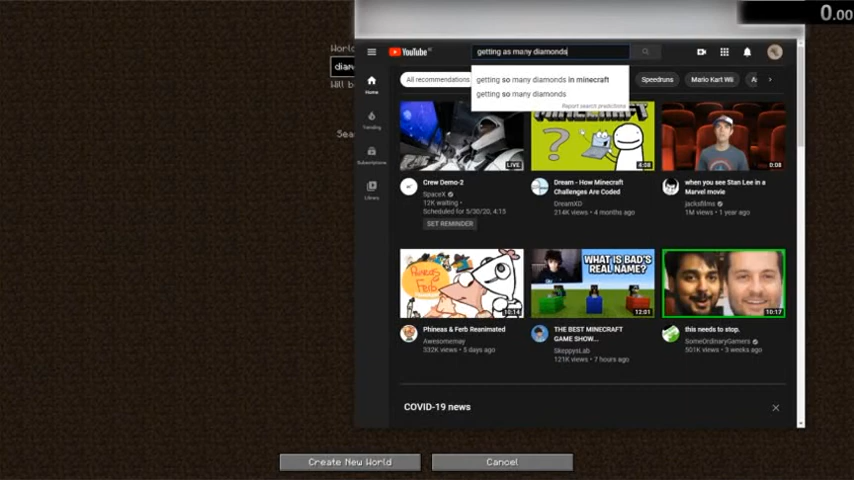 0.00
World
YouTube
getting as many diamonds
diam
Will b
Sea
getting so many diamonds in minecraft
getting so many diamonds
Report search predictions
All recommendations
Speedruns
Mario Kart Wii
Home
Trending
Subscriptions
Library
MINECRAFT
?
LIVE
4:08
0:08
Crew Demo-2
SpaceX
12K waiting •
Scheduled for 5/30/20, 4:15
SET REMINDER
Dream - How Minecraft
Challenges Are Coded
DreamXD
214K views • 4 months ago
when you see Stan Lee in a
Marvel movie
jacksfilms
1M views • 1 year ago
WHAT IS BAD'S
REAL NAME?
10:14
12:01
10:17
Phineas & Ferb Reanimated
Awesomemay
332K views • 5 days ago
THE BEST MINECRAFT
GAME SHOW...
SkeppysLab
121K views • 7 hours ago
this needs to stop.
SomeOrdinaryGamers
501K views • 3 weeks ago
COVID-19 news
Create New World
Cancel